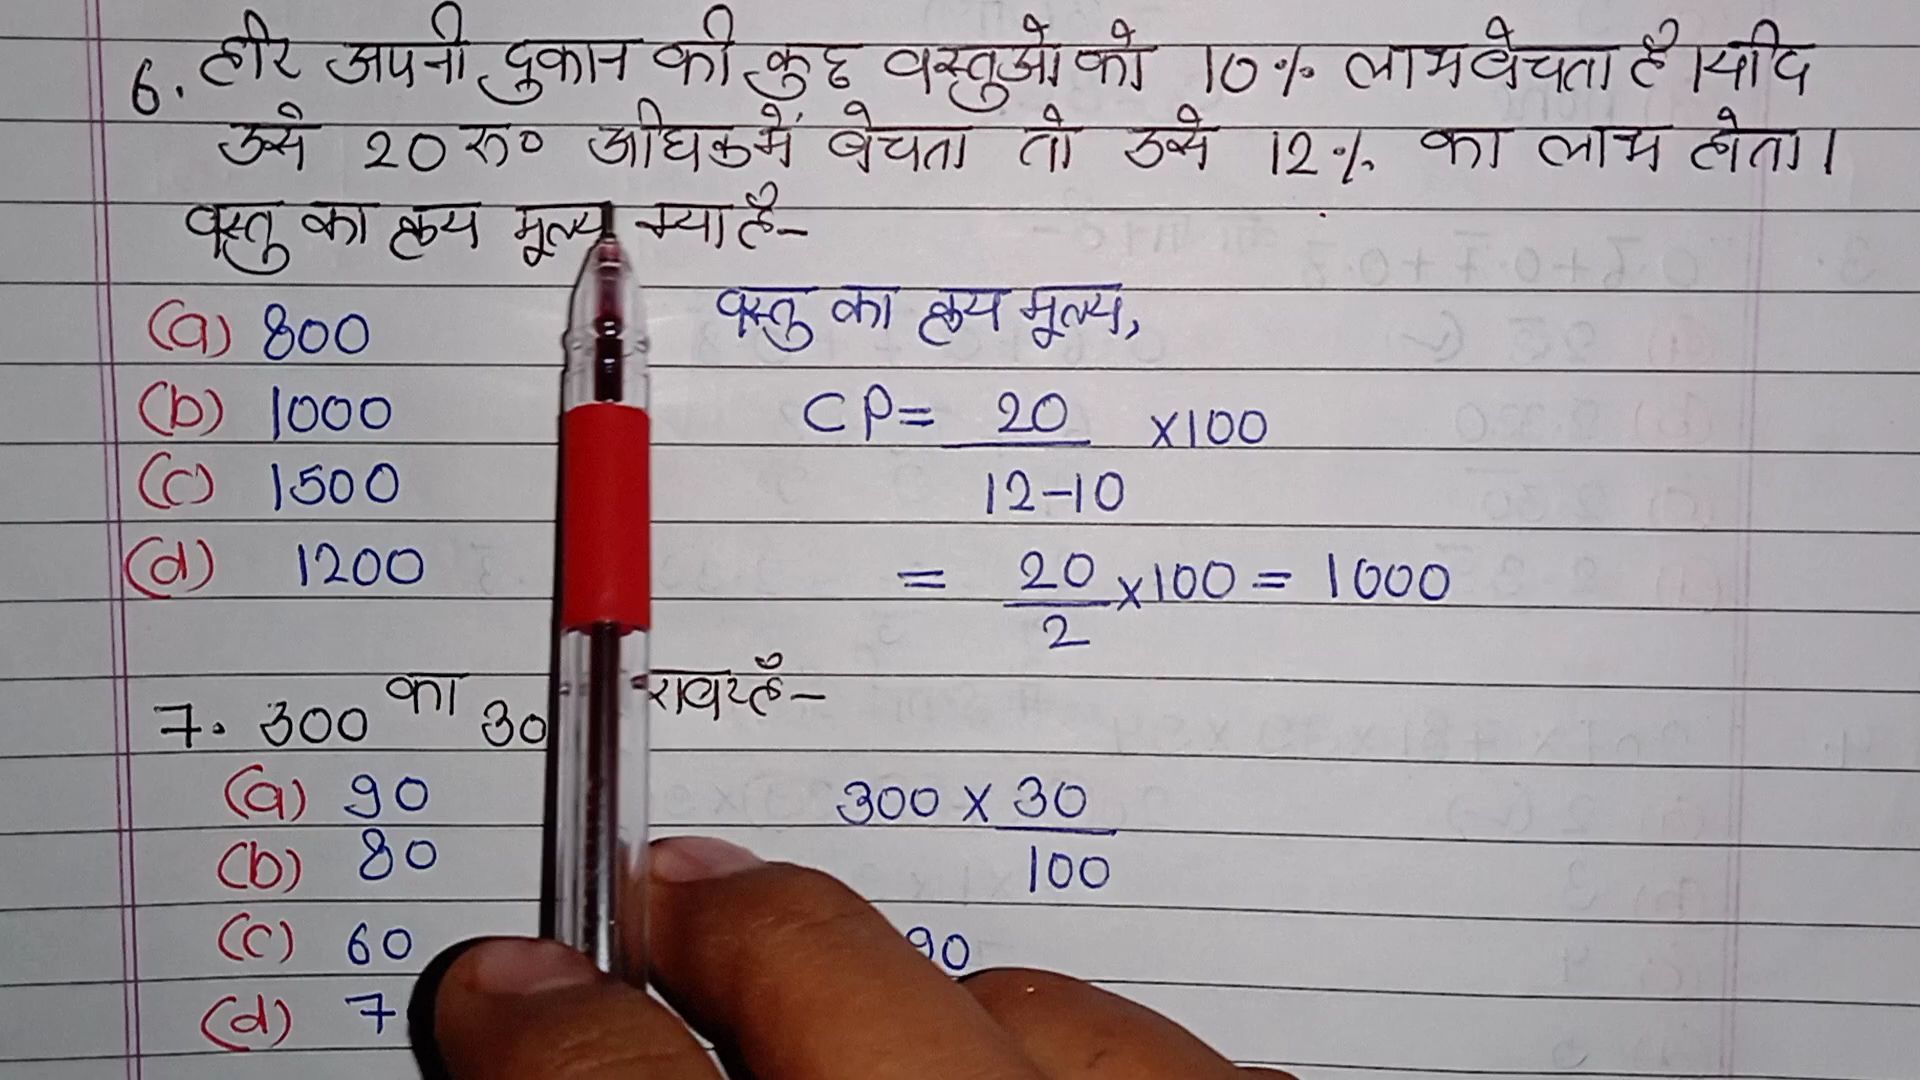 6. हरि अपनी दुकान की कुछ वस्तुओ को 10% लाभ बेचता है। यदि
उसे 20 रू० अधिक में बेचता तो उसे 12% का लाभ होता।
वस्तु का क्रय मूल्य क्या है-
(a) 800
(b) 1000
(c) 1500
(d) 1200
वस्तु का क्रय मूल्य,
CP = 20/12-10 ×100
= 20/2 ×100 = 1000
7. 300 का 30
(a) 90
(b) 80
(c) 60
(d) 7
300 × 30/100
90